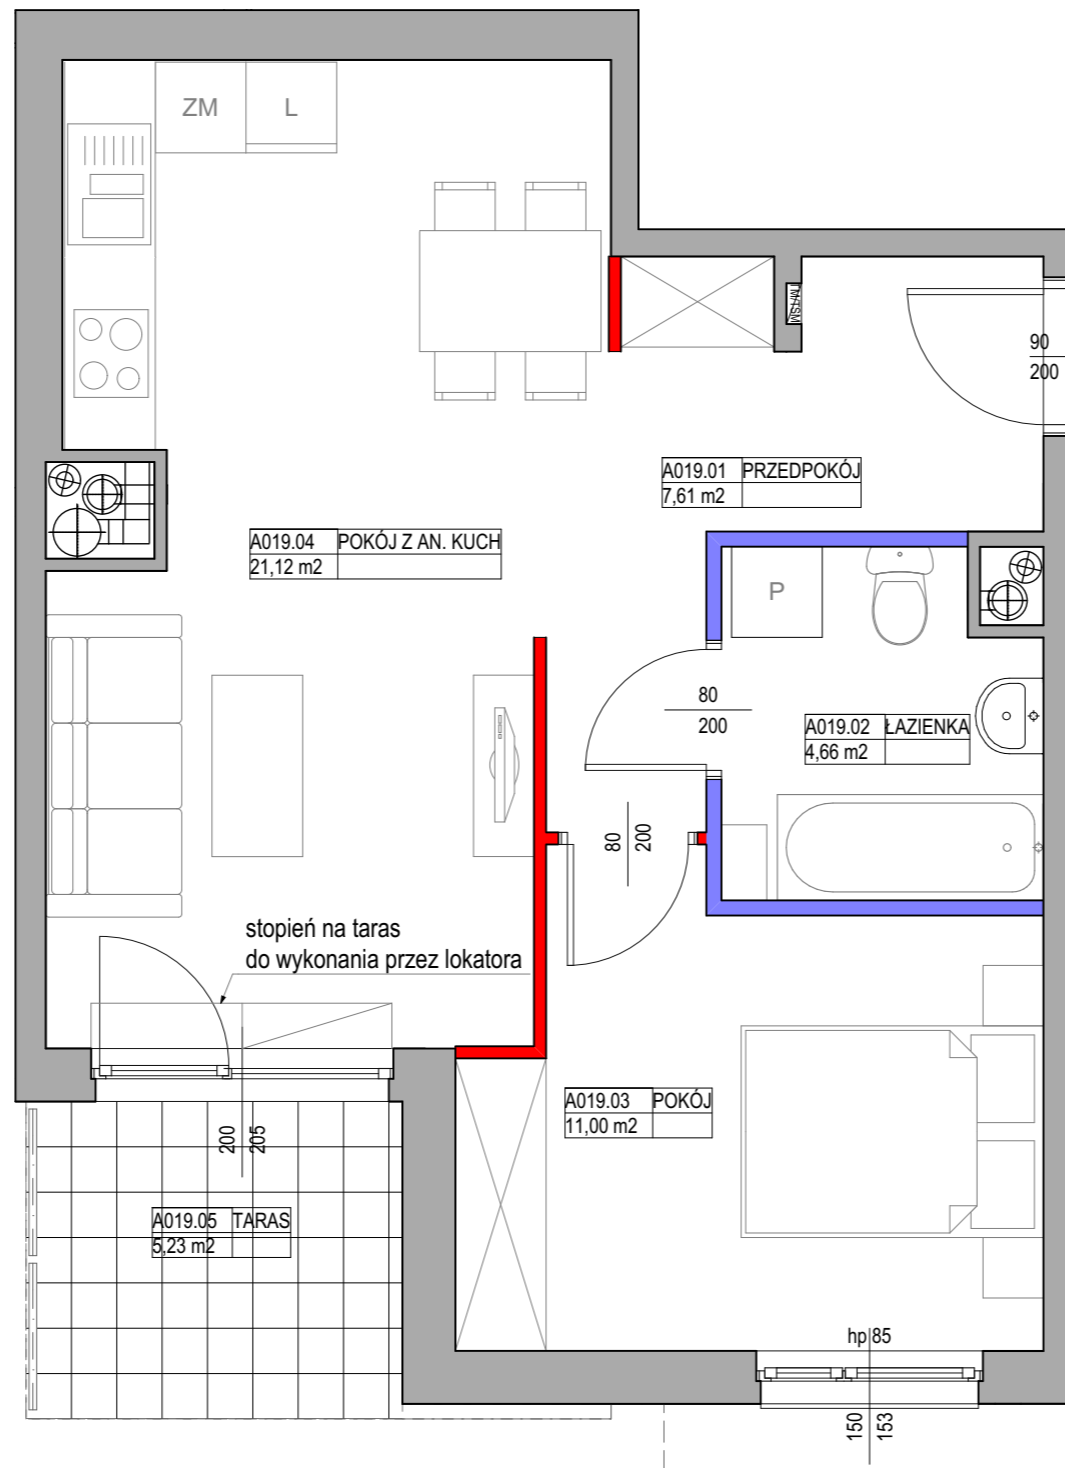 ZM
L
TM/TSM
90
200
A019.01 PRZEDPOKÓJ
7,61 m2
A019.04 POKÓJ Z AN. KUCH
21,12 m2
P
80
200
A019.02 ŁAZIENKA
4,66 m2
80
200
stopień na taras
do wykonania przez lokatora
A019.03 POKÓJ
11,00 m2
200
205
A019.05 TARAS
5,23 m2
hp 85
150
153